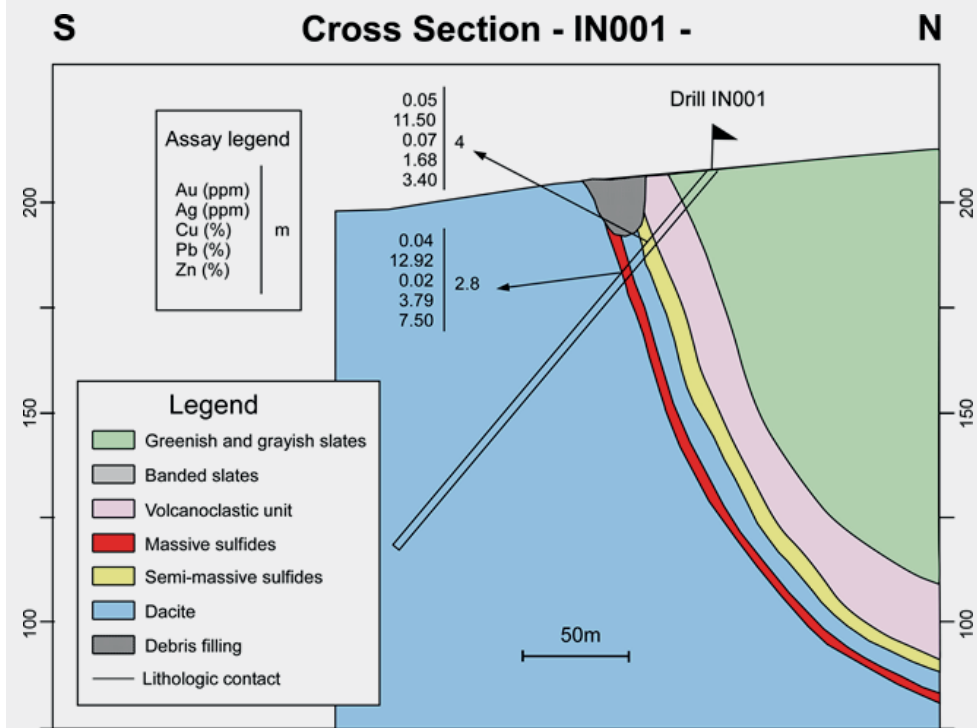 S
Cross Section - IN001 -
N
Drill IN001
Assay legend
Au (ppm)
Ag (ppm)
Cu (%)
Pb (%)
Zn (%)
m
0.05
11.50
0.07
1.68
3.40
4
0.04
12.92
0.02
3.79
7.50
2.8
200
150
100
200
150
100
Legend
Greenish and grayish slates
Banded slates
Volcanoclastic unit
Massive sulfides
Semi-massive sulfides
Dacite
Debris filling
Lithologic contact
50m